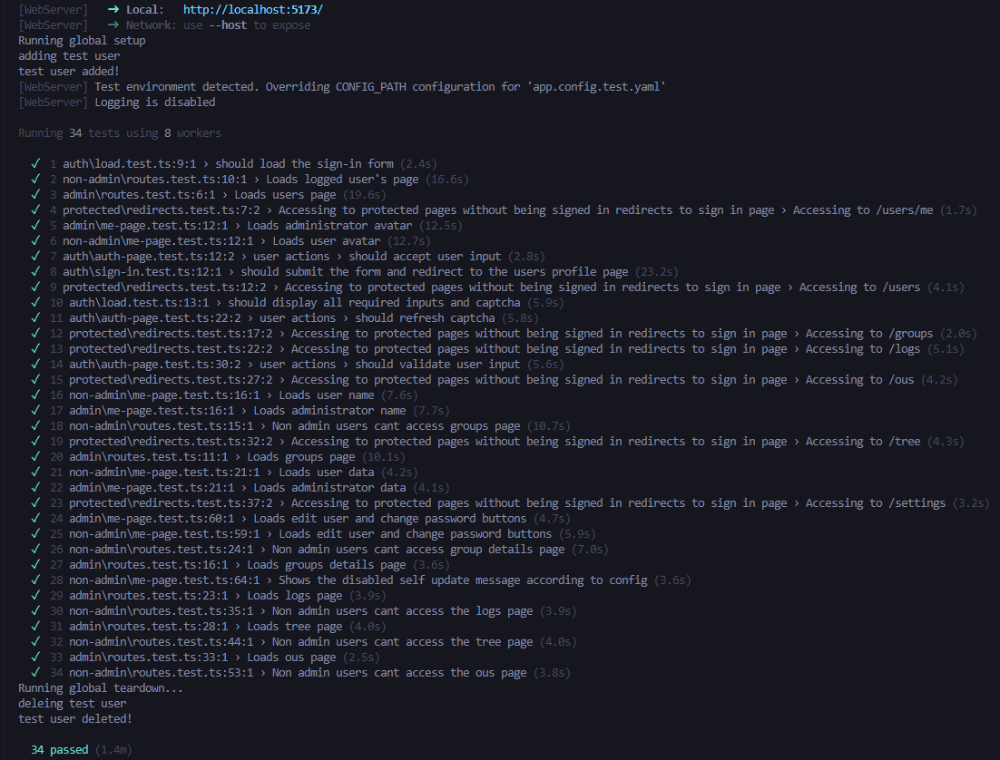 [WebServer]   ➜  Local:   http://localhost:5173/
[WebServer]   ➜  Network: use --host to expose
Running global setup
adding test user
test user added!
[WebServer] Test environment detected. Overriding CONFIG_PATH configuration for 'app.config.test.yaml'
[WebServer] Logging is disabled
Running 34 tests using 8 workers
✓  1 auth\load.test.ts:9:1 › should load the sign-in form (2.4s)
✓  2 non-admin\routes.test.ts:10:1 › Loads logged user's page (16.6s)
✓  3 admin\routes.test.ts:6:1 › Loads users page (19.6s)
✓  4 protected\redirects.test.ts:7:2 › Accessing to protected pages without being signed in redirects to sign in page › Accessing to /users/me (1.7s)
✓  5 admin\me-page.test.ts:12:1 › Loads administrator avatar (12.5s)
✓  6 non-admin\me-page.test.ts:12:1 › Loads user avatar (12.7s)
✓  7 auth\auth-page.test.ts:12:2 › user actions › should accept user input (2.8s)
✓  8 auth\sign-in.test.ts:12:1 › should submit the form and redirect to the users profile page (23.2s)
✓  9 protected\redirects.test.ts:12:2 › Accessing to protected pages without being signed in redirects to sign in page › Accessing to /users (4.1s)
✓  10 auth\load.test.ts:13:1 › should display all required inputs and captcha (5.9s)
✓  11 auth\auth-page.test.ts:22:2 › user actions › should refresh captcha (5.8s)
✓  12 protected\redirects.test.ts:17:2 › Accessing to protected pages without being signed in redirects to sign in page › Accessing to /groups (2.0s)
✓  13 protected\redirects.test.ts:22:2 › Accessing to protected pages without being signed in redirects to sign in page › Accessing to /logs (5.1s)
✓  14 auth\auth-page.test.ts:30:2 › user actions › should validate user input (5.6s)
✓  15 protected\redirects.test.ts:27:2 › Accessing to protected pages without being signed in redirects to sign in page › Accessing to /ous (4.2s)
✓  16 non-admin\me-page.test.ts:16:1 › Loads user name (7.6s)
✓  17 admin\me-page.test.ts:16:1 › Loads administrator name (7.7s)
✓  18 non-admin\routes.test.ts:15:1 › Non admin users cant access groups page (10.7s)
✓  19 protected\redirects.test.ts:32:2 › Accessing to protected pages without being signed in redirects to sign in page › Accessing to /tree (4.3s)
✓  20 admin\routes.test.ts:11:1 › Loads groups page (10.1s)
✓  21 non-admin\me-page.test.ts:21:1 › Loads user data (4.2s)
✓  22 admin\me-page.test.ts:21:1 › Loads administrator data (4.1s)
✓  23 protected\redirects.test.ts:37:2 › Accessing to protected pages without being signed in redirects to sign in page › Accessing to /settings (3.2s)
✓  24 admin\me-page.test.ts:60:1 › Loads edit user and change password buttons (4.7s)
✓  25 non-admin\me-page.test.ts:59:1 › Loads edit user and change password buttons (5.9s)
✓  26 non-admin\routes.test.ts:24:1 › Non admin users cant access group details page (7.0s)
✓  27 admin\routes.test.ts:16:1 › Loads groups details page (3.6s)
✓  28 non-admin\me-page.test.ts:64:1 › Shows the disabled self update message according to config (3.6s)
✓  29 admin\routes.test.ts:23:1 › Loads logs page (3.9s)
✓  30 non-admin\routes.test.ts:35:1 › Non admin users cant access the logs page (3.9s)
✓  31 admin\routes.test.ts:28:1 › Loads tree page (4.0s)
✓  32 non-admin\routes.test.ts:44:1 › Non admin users cant access the tree page (4.0s)
✓  33 admin\routes.test.ts:33:1 › Loads ous page (2.5s)
✓  34 non-admin\routes.test.ts:53:1 › Non admin users cant access the ous page (3.8s)
Running global teardown...
deleing test user
test user deleted!
34 passed (1.4m)